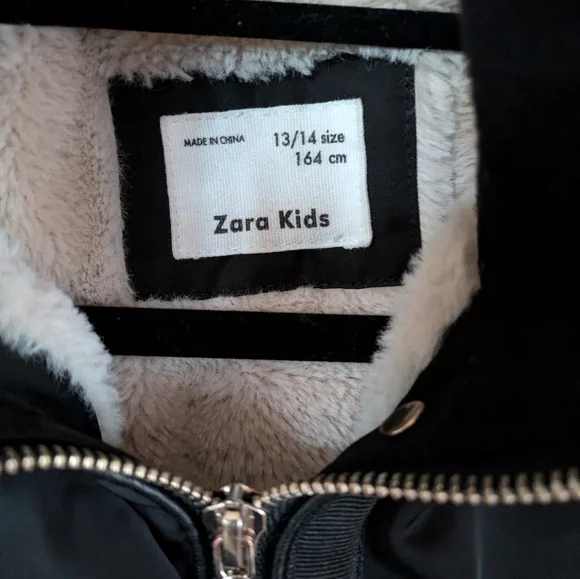 MADE IN CHINA 13/14 size
164 cm
Zara Kids